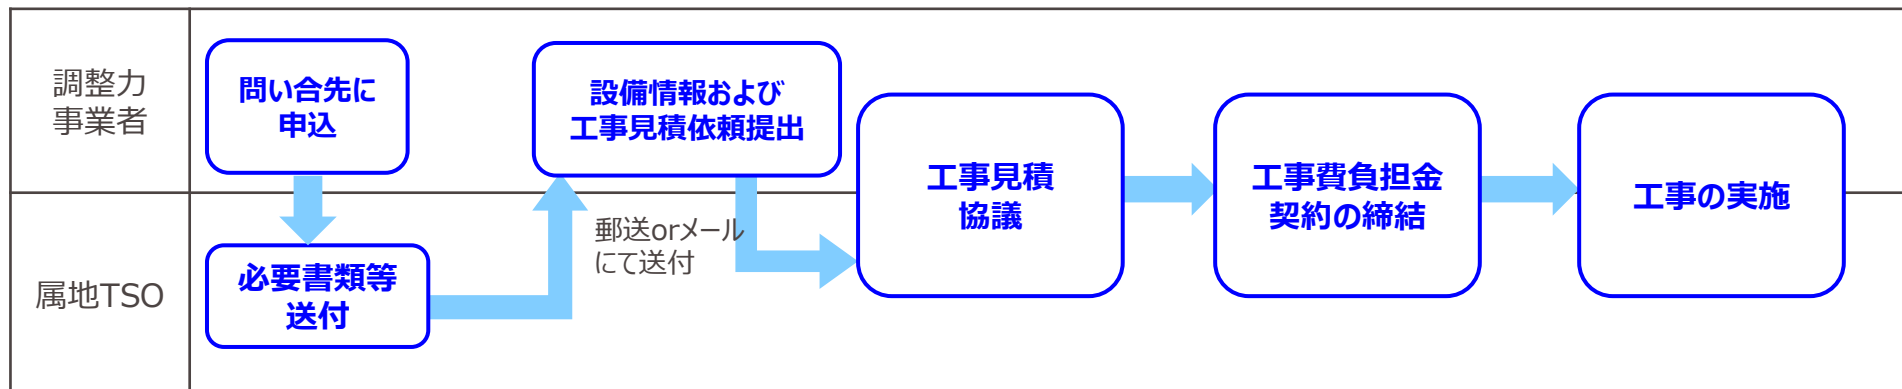 調整力
事業者
問い合先に
申込
設備情報および
工事見積依頼提出
工事見積
協議
工事費負担金
契約の締結
工事の実施
属地TSO
必要書類等
送付
郵送orメール
にて送付